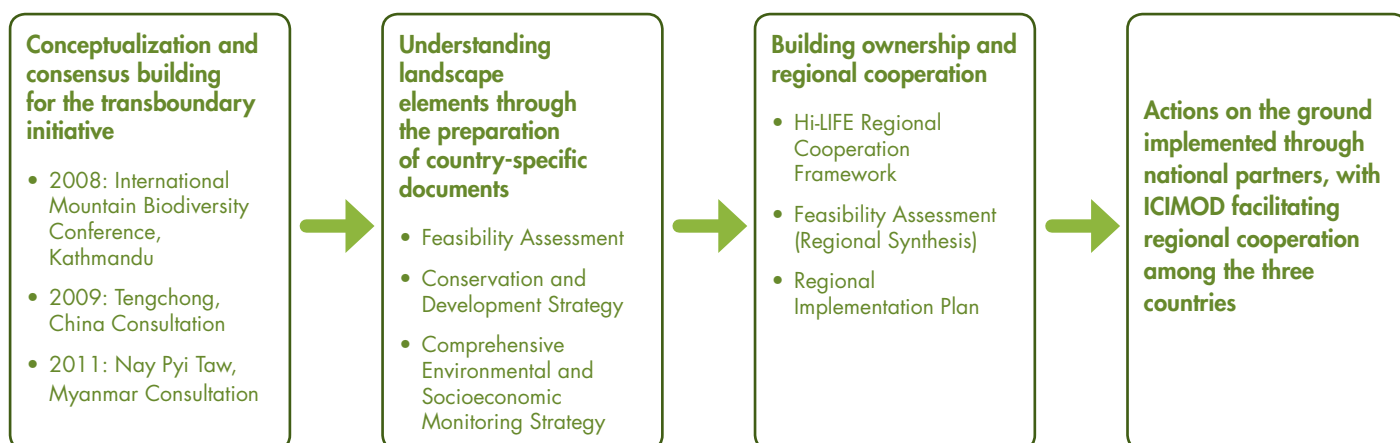 Conceptualization and
consensus building
for the transboundary
initiative
• 2008: International
Mountain Biodiversity
Conference,
Kathmandu
• 2009: Tengchong,
China Consultation
• 2011: Nay Pyi Taw,
Myanmar Consultation
Understanding
landscape
elements through
the preparation
of country-specific
documents
• Feasibility Assessment
• Conservation and
Development Strategy
• Comprehensive
Environmental and
Socioeconomic
Monitoring Strategy
Building ownership and
regional cooperation
• Hi-LIFE Regional
Cooperation
Framework
• Feasibility Assessment
(Regional Synthesis)
• Regional
Implementation Plan
Actions on the ground
implemented through
national partners, with
ICIMOD facilitating
regional cooperation
among the three
countries